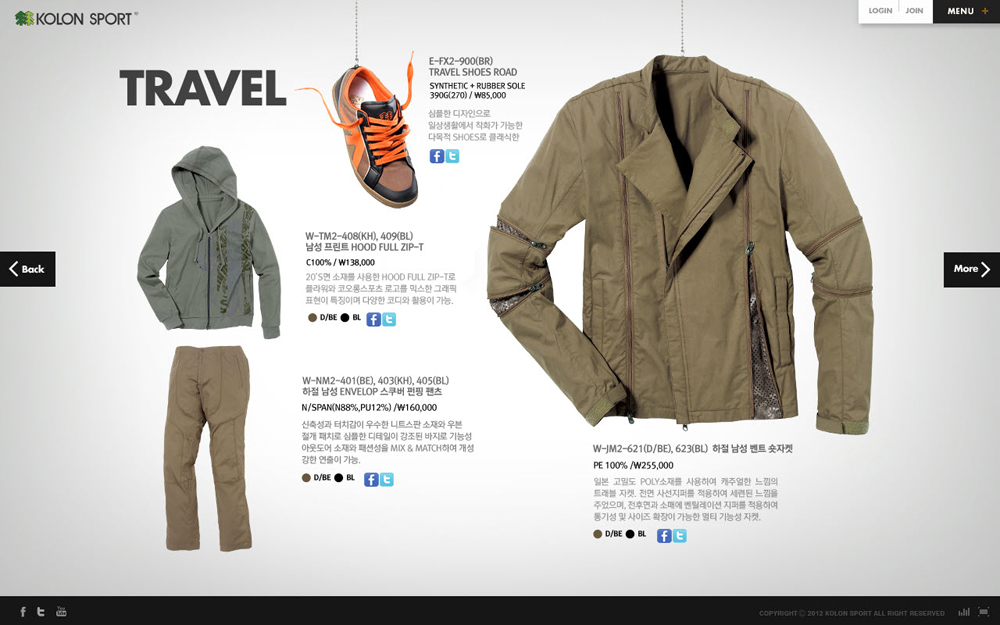 KOLON SPORT®
LOGIN
JOIN
MENU +
TRAVEL
E-FX2-900(BR)
TRAVEL SHOES ROAD
SYNTHETIC + RUBBER SOLE
390G(270) / ₩85,000
심플한 디자인으로
일상생활에서 착화가 가능한
다목적 SHOES로 클래식한
W-TM2-408(KH), 409(BL)
남성 프린트 HOOD FULL ZIP-T
C100% / ₩138,000
20'S면 소재를 사용한 HOOD FULL ZIP-T로
플라워와 코오롱스포츠 로고를 믹스한 그래픽
표현이 특징이며 다양한 코디와 활용이 가능.
D/BE BL
Back
More
W-NM2-401(BE), 403(KH), 405(BL)
하절 남성 ENVELOP 스쿠버 펀핑 팬츠
N/SPAN(N88%,PU12%) /₩160,000
신축성과 터치감이 우수한 니트스판 소재와 우븐
절개 패치로 심플한 디테일이 강조된 바지로 기능성
아웃도어 소재와 패션성을 MIX & MATCH하여 개성
강한 연출이 가능.
D/BE BL
W-JM2-621(D/BE), 623(BL) 하절 남성 벤트 숏자켓
PE 100% /₩255,000
일본 고밀도 POLY소재를 사용하여 캐주얼한 느낌의
트래블 자켓. 전면 사선지퍼를 적용하여 세련된 느낌을
주었으며, 전후면과 소매에 벤틸레이션 지퍼를 적용하여
통기성 및 사이즈 확장이 가능한 멀티 기능성 자켓.
D/BE BL
You Tube
COPYRIGHT ⓒ 2012 KOLON SPORT ALL RIGHT RESERVED